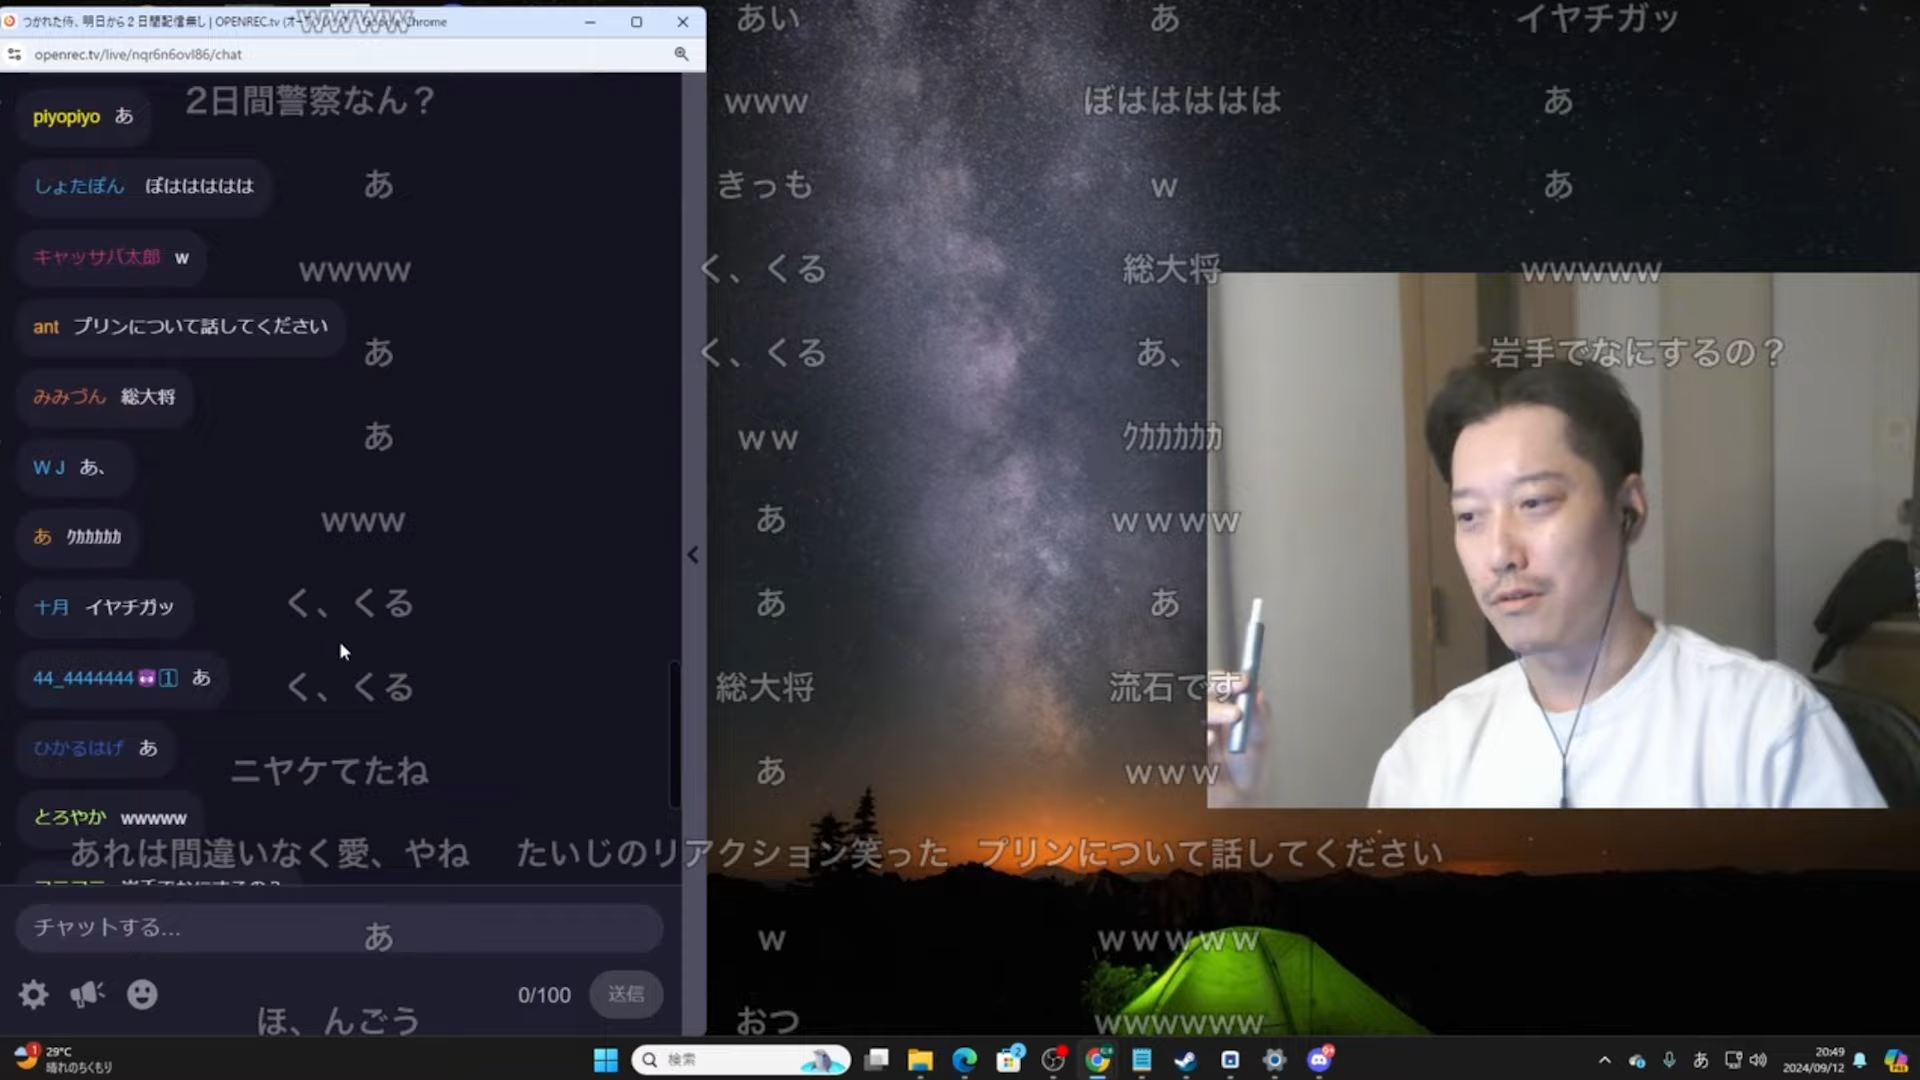 つかれた侍、明日から２日間配信無し | OPENREC.tv
Chrome
wwww
openrec.tv/live/nqr6n6ovl86/chat
あい
あ
イヤチガッ
piyopiyo あ
2日間警察なん？
www
ぼはははははは
あ
しょたぽん ぼはははははは
あ
きっも
w
あ
キャッサバ太郎 w
wwww
く、くる
総大将
wwwww
ant プリンについて話してください
あ
く、くる
あ、
岩手でなにするの？
みみづん 総大将
あ
ww
ｸｶｶｶｶｶ
W J あ、
www
あ
wwww
あ ｸｶｶｶｶｶ
十月 イヤチガッ
く、くる
あ
あ
44_4444444 1 あ
く、くる
総大将
流石です
ひかるはげ あ
ニヤケてたね
あ
www
とろやか wwwww
あれは間違いなく愛、やね
たいじのリアクション笑った
プリンについて話してください
チャットする…
あ
w
wwwww
0/100
送信
ほ、んごう
おつ
wwwwww
1
29°C
晴れのちくもり
検索
2
あ
20:49
2024/09/12